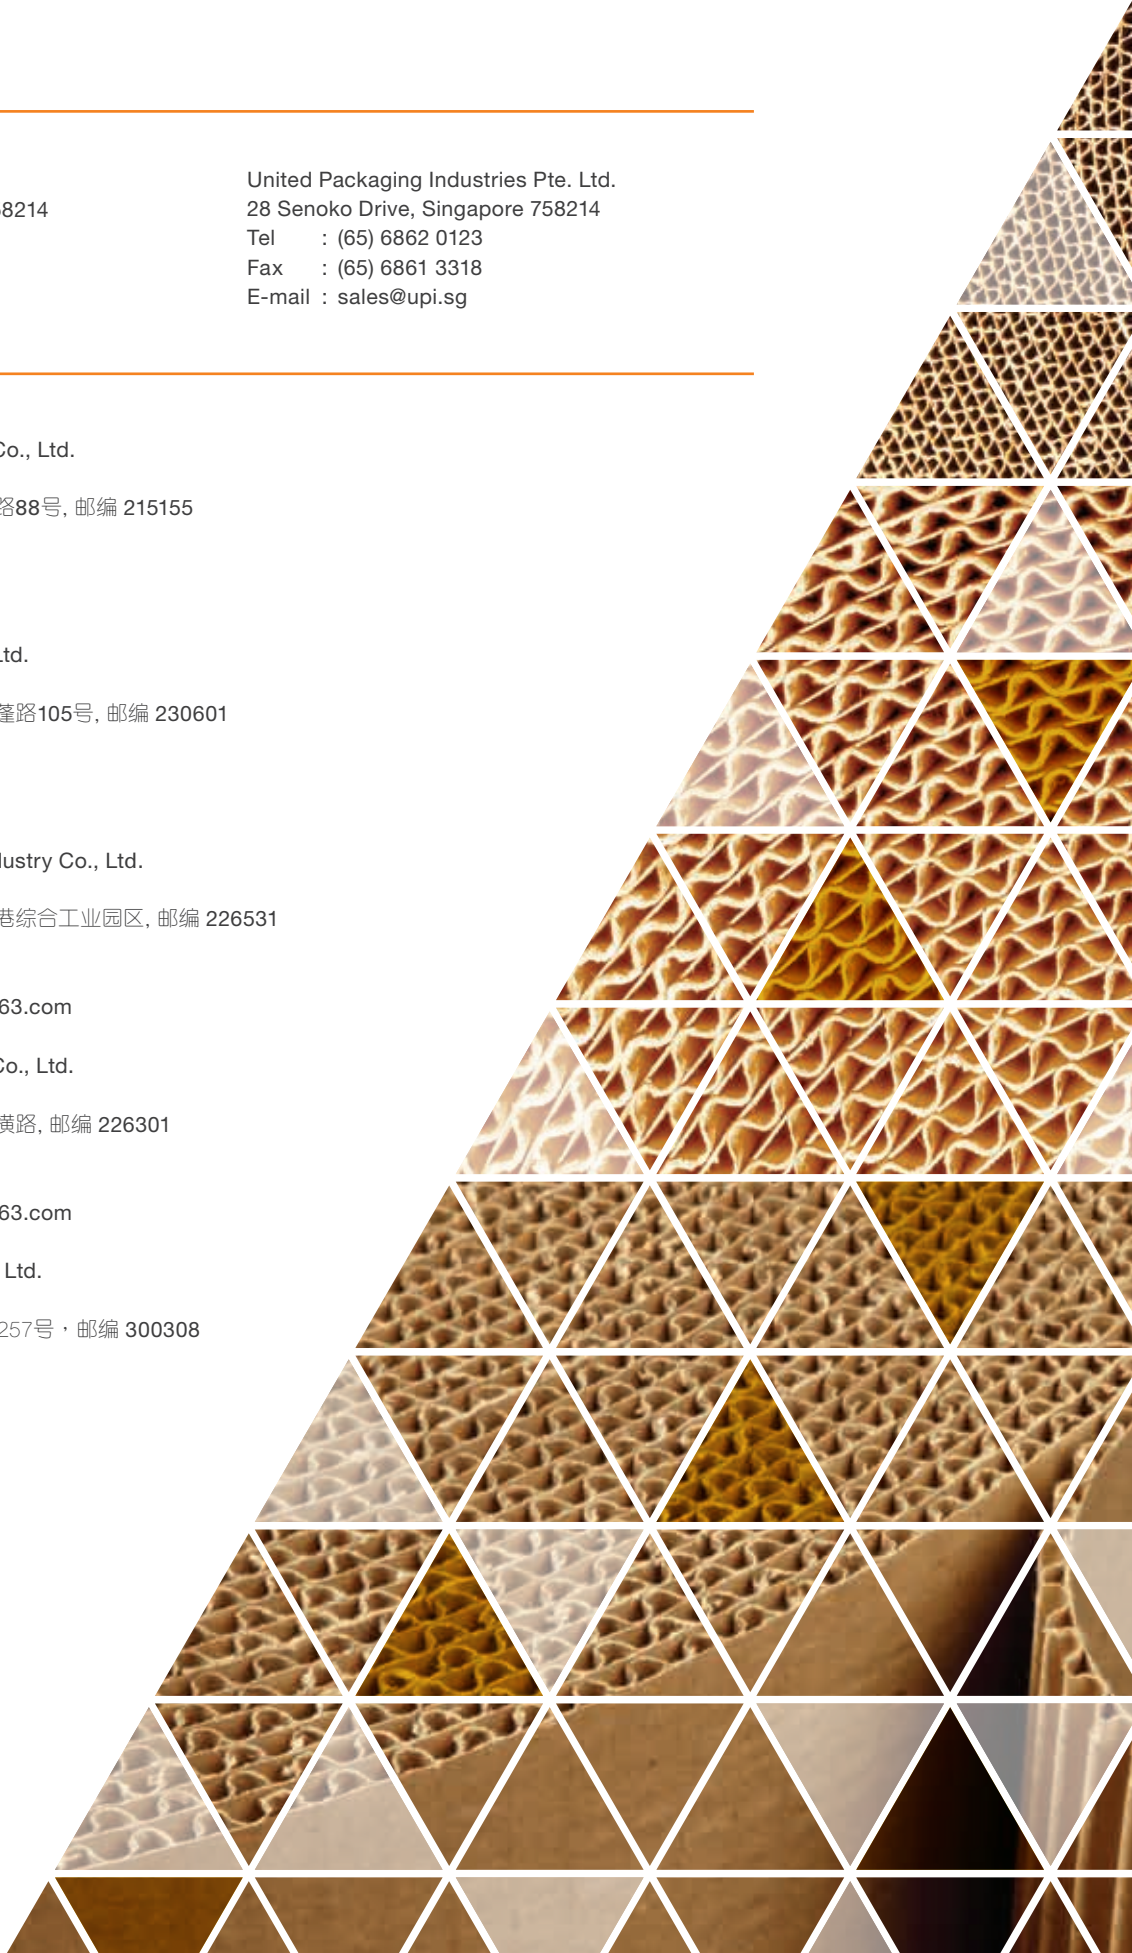 United Packaging Industries Pte. Ltd.
8214
28 Senoko Drive, Singapore 758214
Tel : (65) 6862 0123
Fax : (65) 6861 3318
E-mail : sales@upi.sg
Co., Ltd.
路88号, 邮编 215155
Ltd.
蓬路105号, 邮编 230601
dustry Co., Ltd.
港综合工业园区, 邮编 226531
63.com
Co., Ltd.
横路, 邮编 226301
63.com
Ltd.
257号，邮编 300308